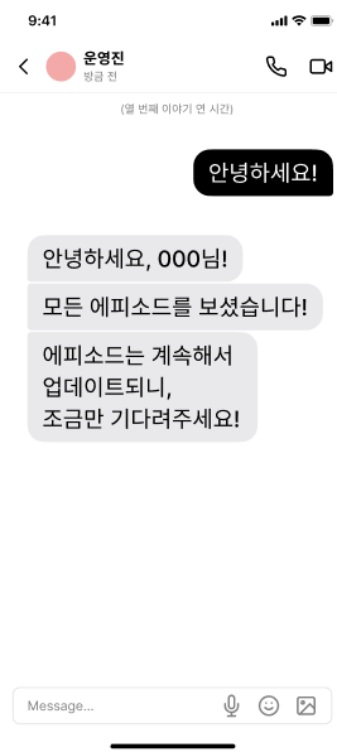 9:41
운영진
방금 전
(열 번째 이야기 연 시간)
안녕하세요!
안녕하세요, 000님!
모든 에피소드를 보셨습니다!
에피소드는 계속해서
업데이트되니,
조금만 기다려주세요!
Message...